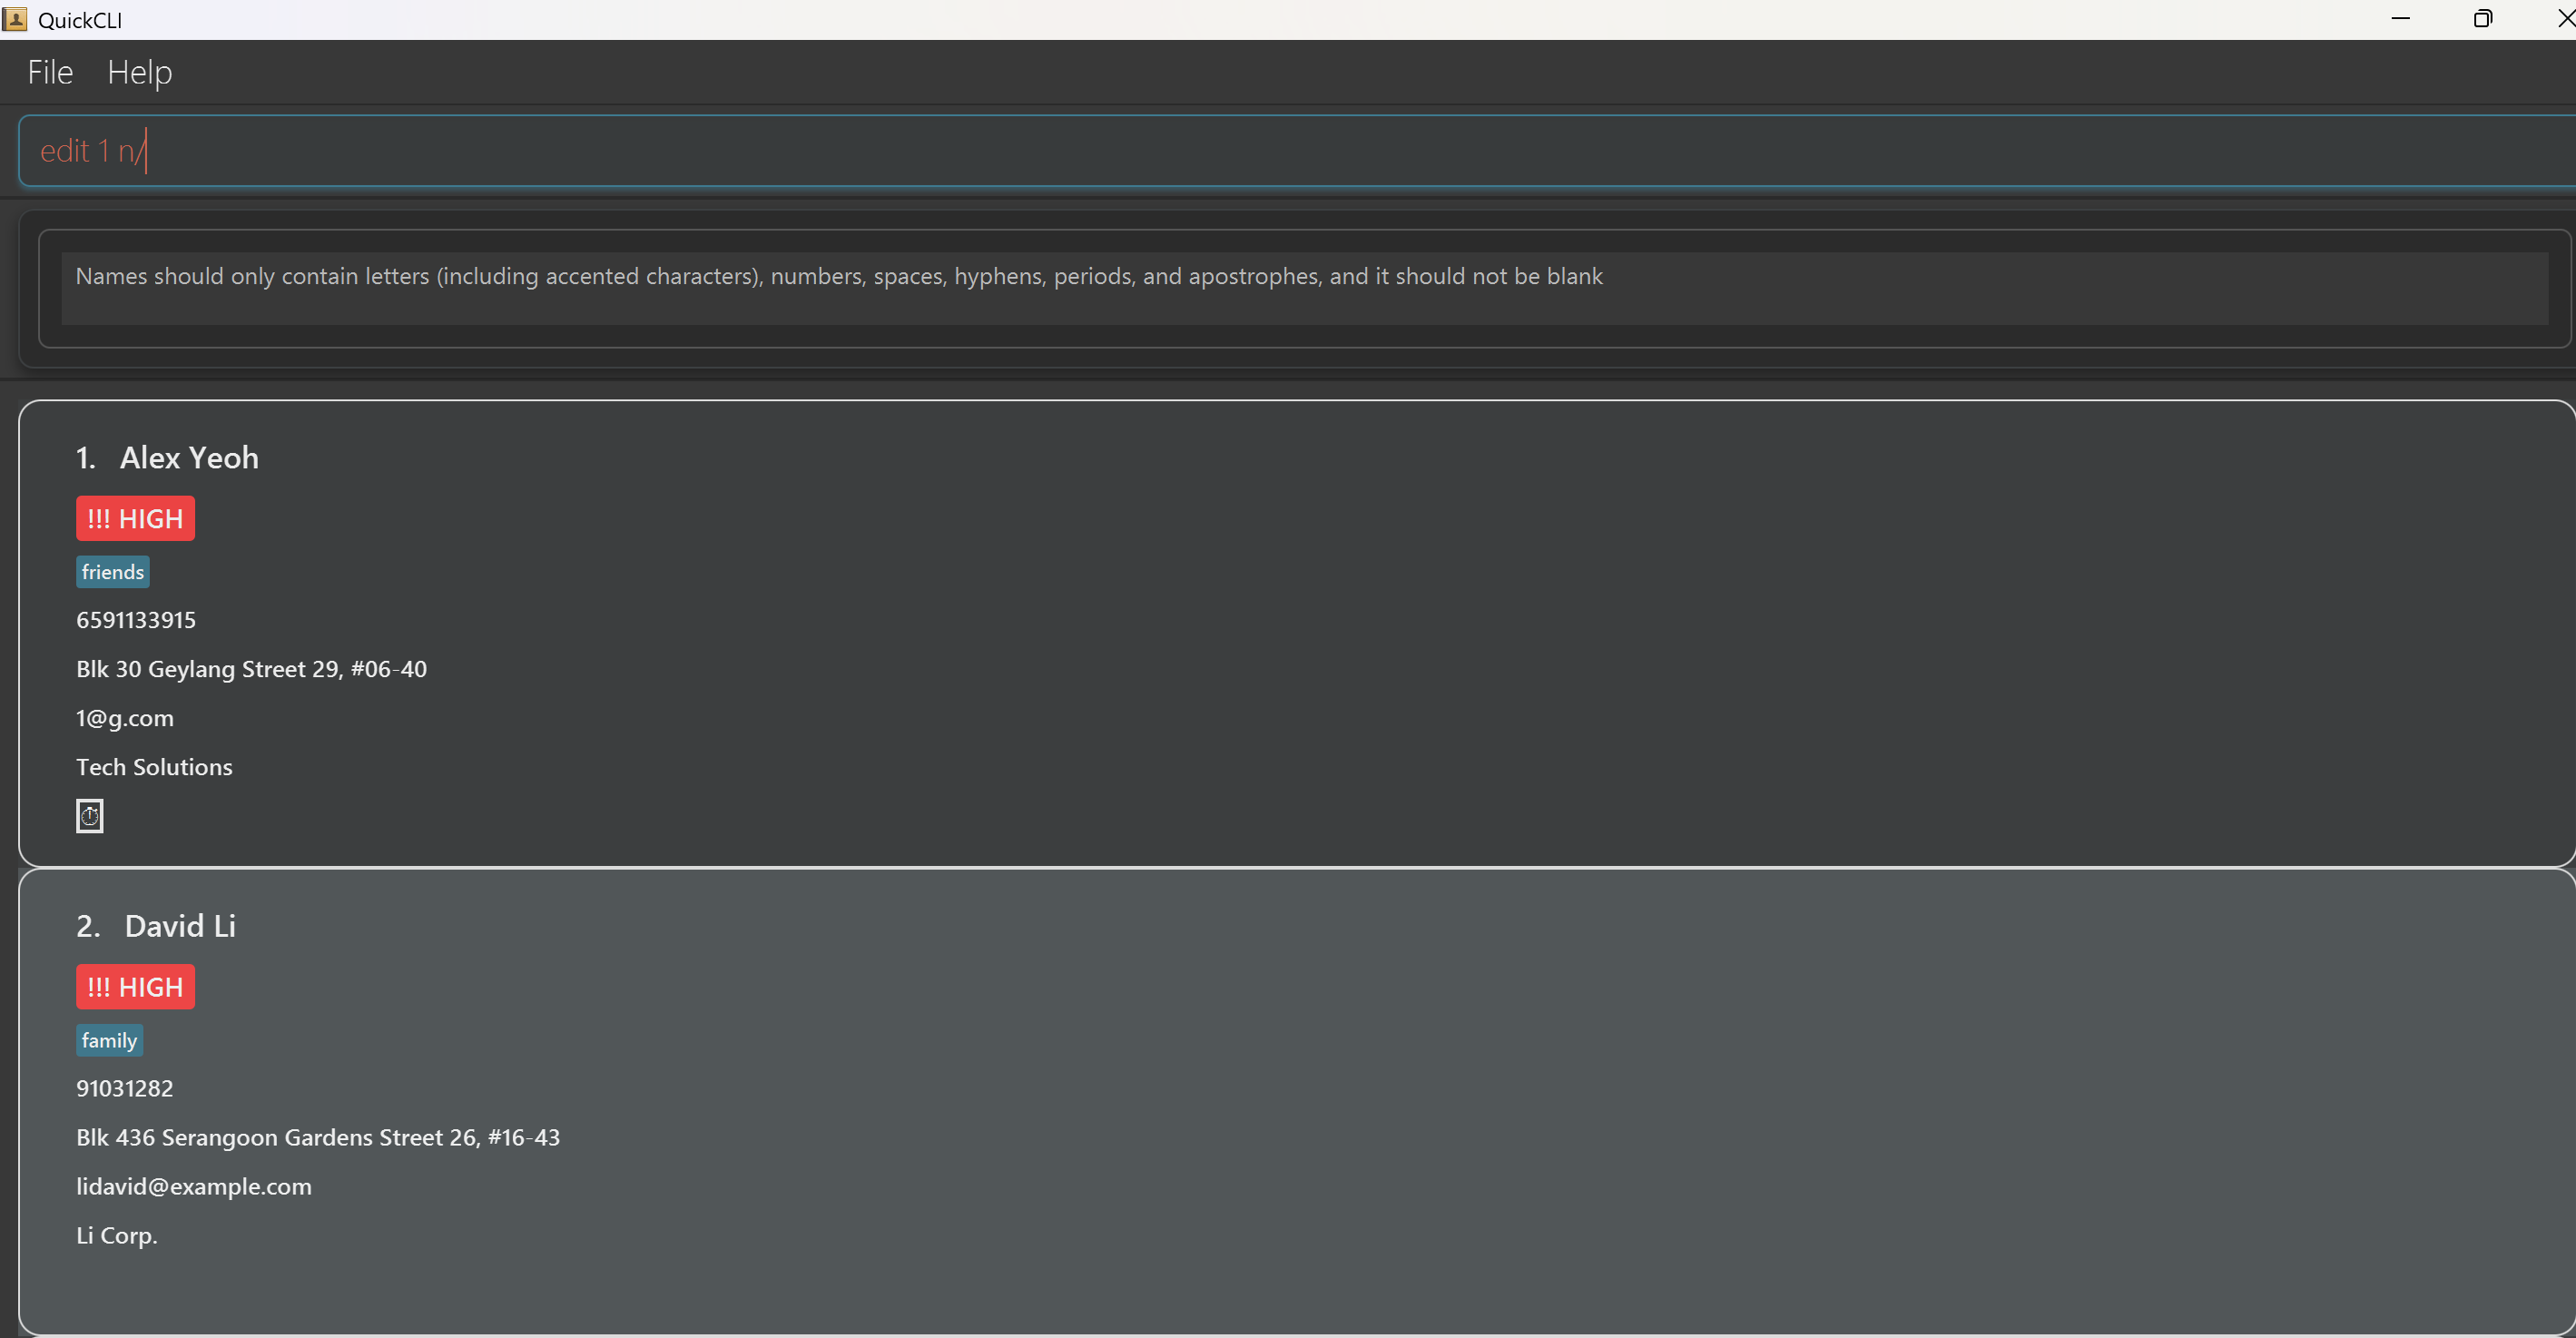 QuickCLI
File Help
edit 1 n/
Names should only contain letters (including accented characters), numbers, spaces, hyphens, periods, and apostrophes, and it should not be blank
1. Alex Yeoh
!!! HIGH
friends
6591133915
Blk 30 Geylang Street 29, #06-40
1@g.com
Tech Solutions
2. David Li
!!! HIGH
family
91031282
Blk 436 Serangoon Gardens Street 26, #16-43
lidavid@example.com
Li Corp.